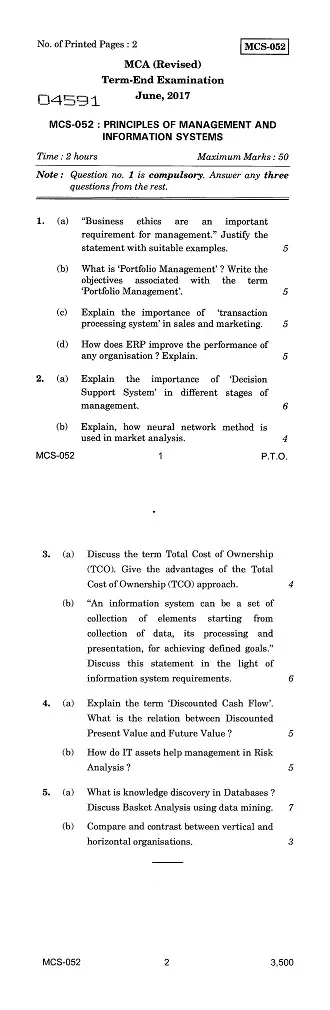 No. of Printed Pages : 2 MCS-052
MCA (Revised)
Term-End Examination
04591 June, 2017
MCS-052 : PRINCIPLES OF MANAGEMENT AND
INFORMATION SYSTEMS
Time : 2 hours Maximum Marks : 50
Note : Question no. 1 is compulsory. Answer any three
questions from the rest.
1. (a) "Business ethics are an important
requirement for management." Justify the
statement with suitable examples. 5
(b) What is 'Portfolio Management' ? Write the
objectives associated with the term
'Portfolio Management'. 5
(c) Explain the importance of 'transaction
processing system' in sales and marketing. 5
(d) How does ERP improve the performance of
any organisation ? Explain. 5
2. (a) Explain the importance of 'Decision
Support System' in different stages of
management. 6
(b) Explain, how neural network method is
used in market analysis. 4
MCS-052 1 P.T.O.
3. (a) Discuss the term Total Cost of Ownership
(TCO). Give the advantages of the Total
Cost of Ownership (TCO) approach. 4
(b) "An information system can be a set of
collection of elements starting from
collection of data, its processing and
presentation, for achieving defined goals."
Discuss this statement in the light of
information system requirements. 6
4. (a) Explain the term 'Discounted Cash Flow'.
What is the relation between Discounted
Present Value and Future Value ? 5
(b) How do IT assets help management in Risk
Analysis ? 5
5. (a) What is knowledge discovery in Databases ?
Discuss Basket Analysis using data mining. 7
(b) Compare and contrast between vertical and
horizontal organisations. 3
MCS-052 2 3,500